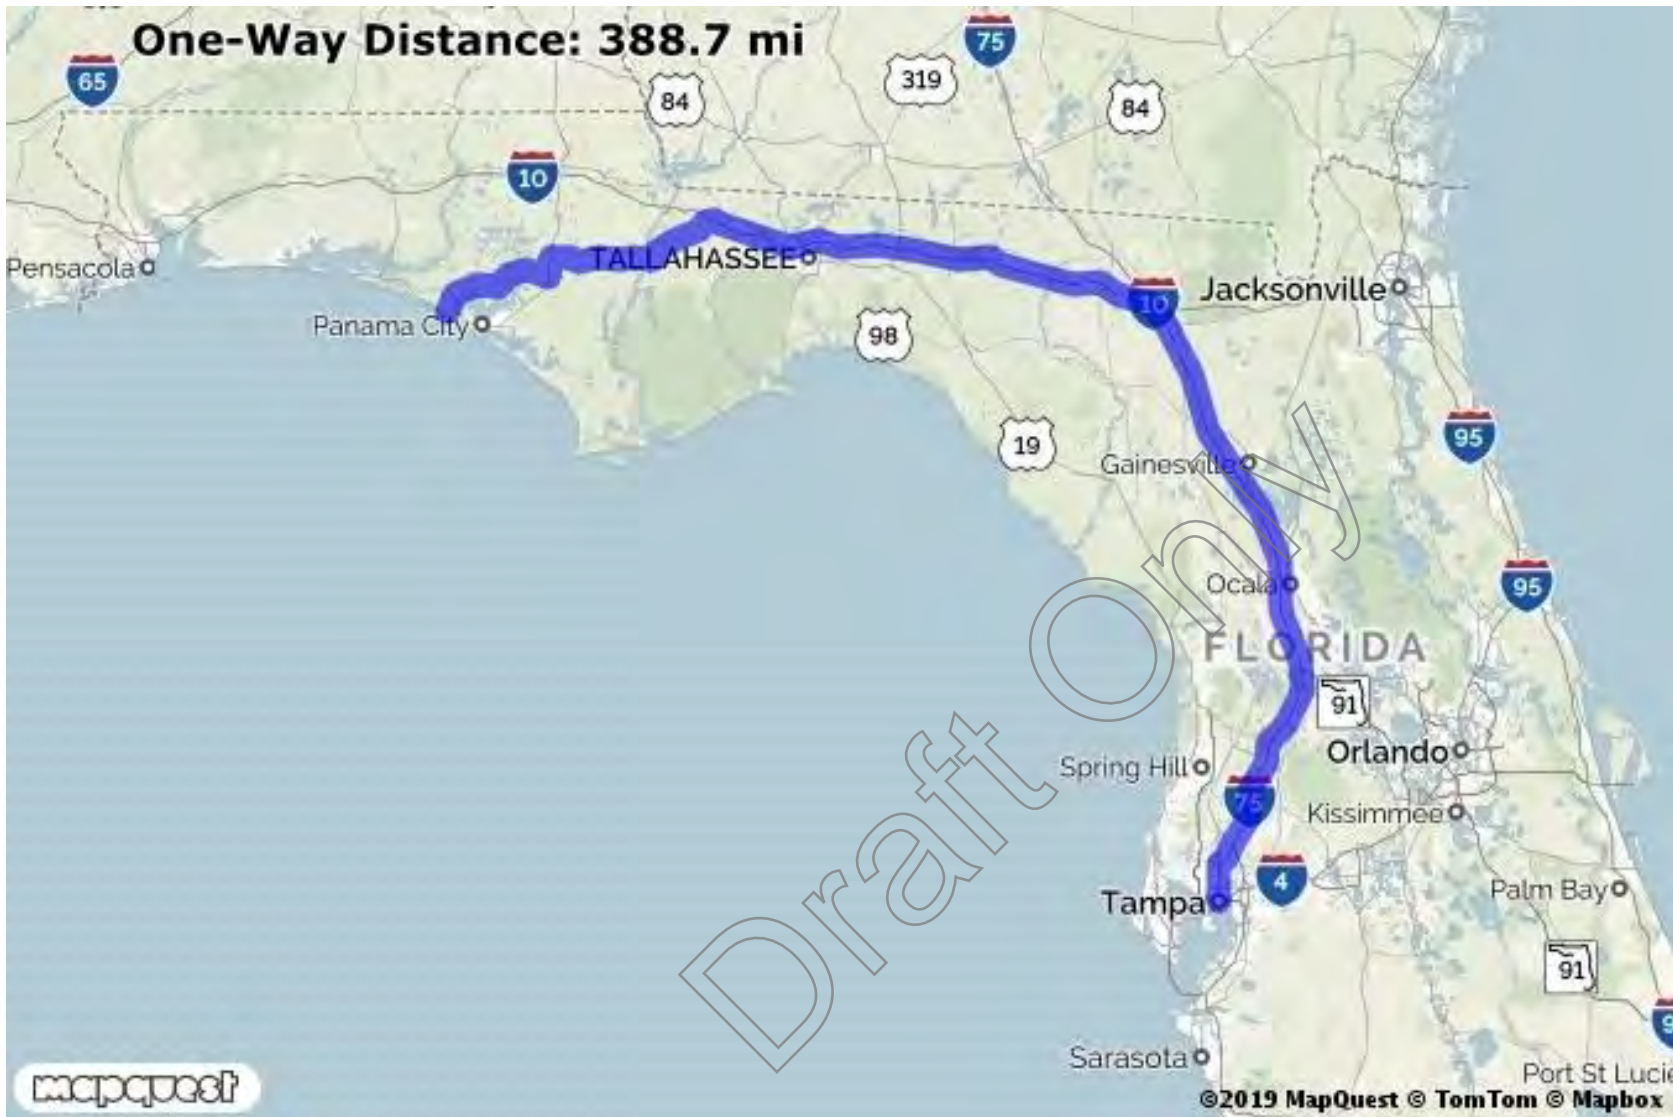 One-Way Distance: 388.7 mi
65
75
319
84
84
10
TALLAHASSEE
Pensacola
Panama City
10
Jacksonville
98
19
95
Gainesville
Ocala
95
FLORIDA
91
Orlando
Spring Hill
75
Kissimmee
4
Tampa
Palm Bay
91
Sarasota
Port St Lucie
Draft Only
mapquest
©2019 MapQuest © TomTom © Mapbox